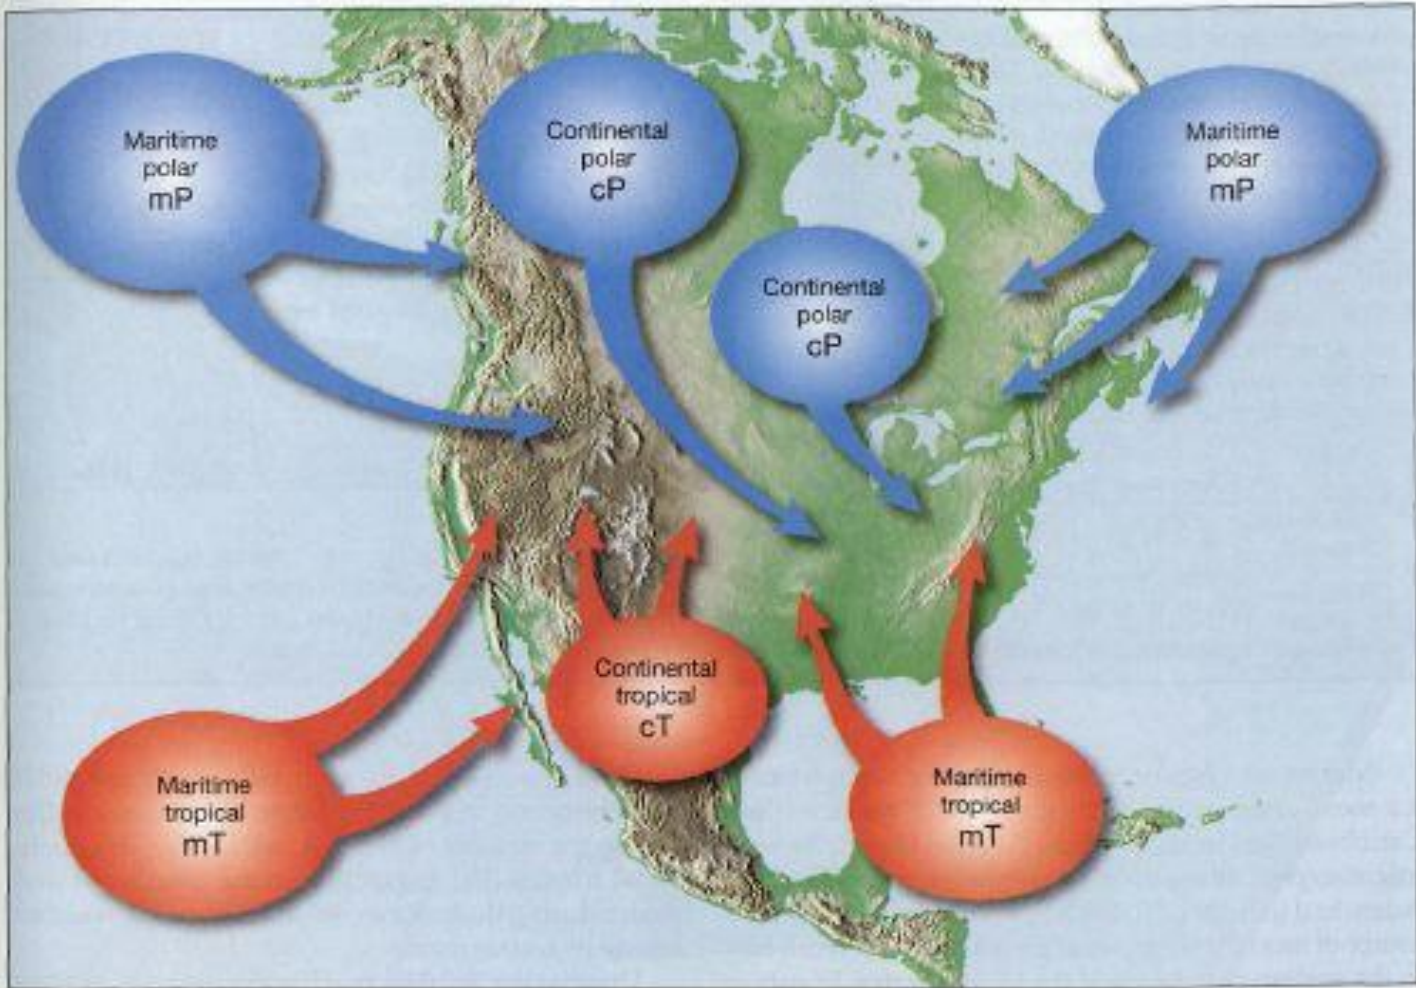 Maritime
polar
mP
Continental
polar
cP
Maritime
polar
mP
Continental
polar
cP
Continental
tropical
cT
Maritime
tropical
mT
Maritime
tropical
mT